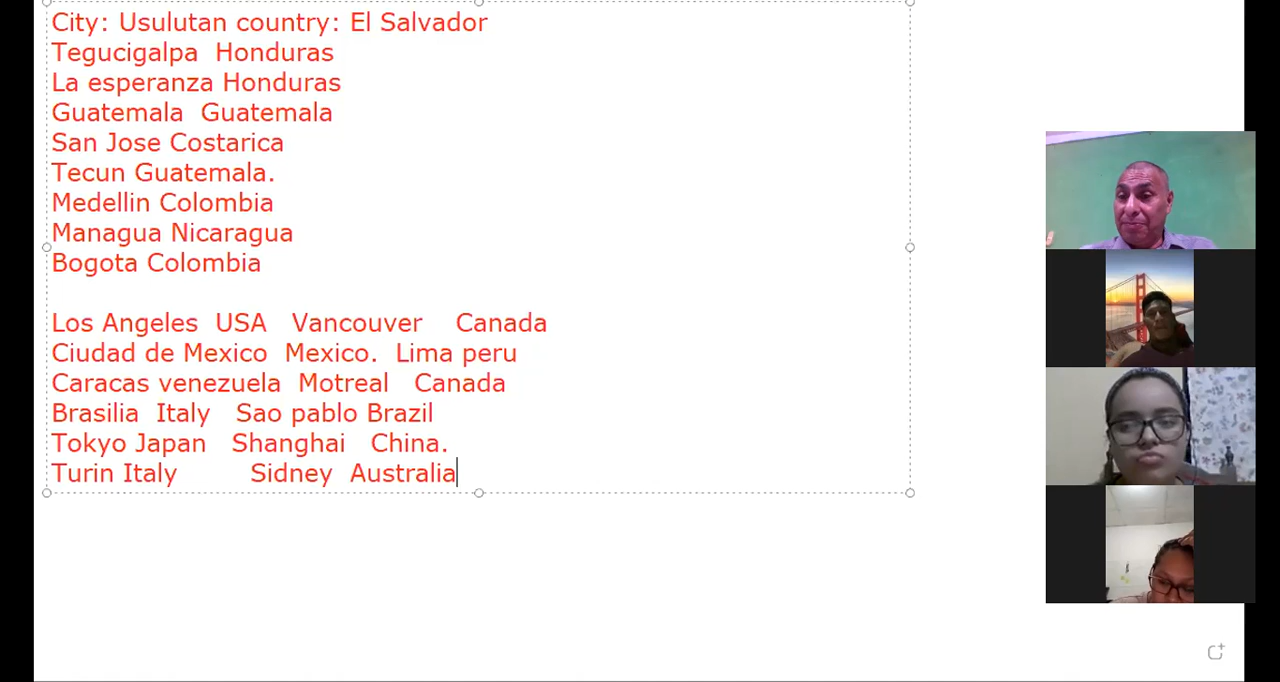 City: Usulutan country: El Salvador
Tegucigalpa Honduras
La esperanza Honduras
Guatemala Guatemala
San Jose Costarica
Tecun Guatemala.
Medellin Colombia
Managua Nicaragua
Bogota Colombia
Los Angeles USA Vancouver Canada
Ciudad de Mexico Mexico. Lima peru
Caracas venezuela Motreal Canada
Brasilia Italy Sao pablo Brazil
Tokyo Japan Shanghai China.
Turin Italy Sidney Australia